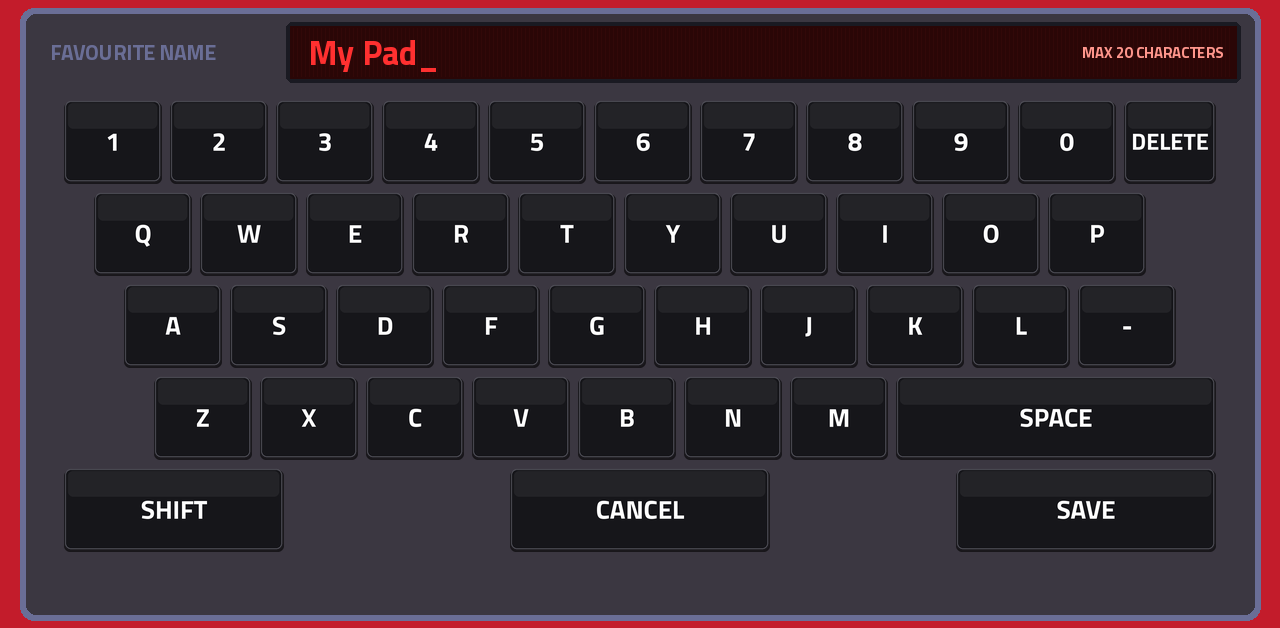 FAVOURITE NAME My Pad_ MAX 20 CHARACTERS
1 2 3 4 5 6 7 8 9 0 DELETE
Q W E R T Y U I O P
A S D F G H J K L -
Z X C V B N M SPACE
SHIFT CANCEL SAVE